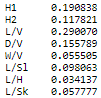 H1 0.190838
H2 0.117821
L/V 0.290070
D/V 0.155789
W/V 0.055505
L/Sl 0.098063
L/H 0.034137
L/Sk 0.057777